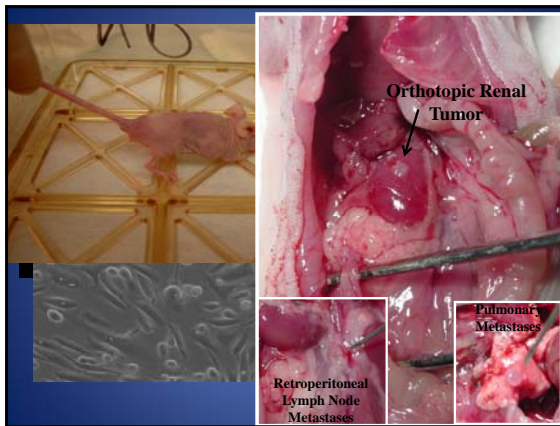 Orthotopic Renal
Tumor
Retroperitoneal
Lymph Node
Metastases
Pulmonary
Metastases